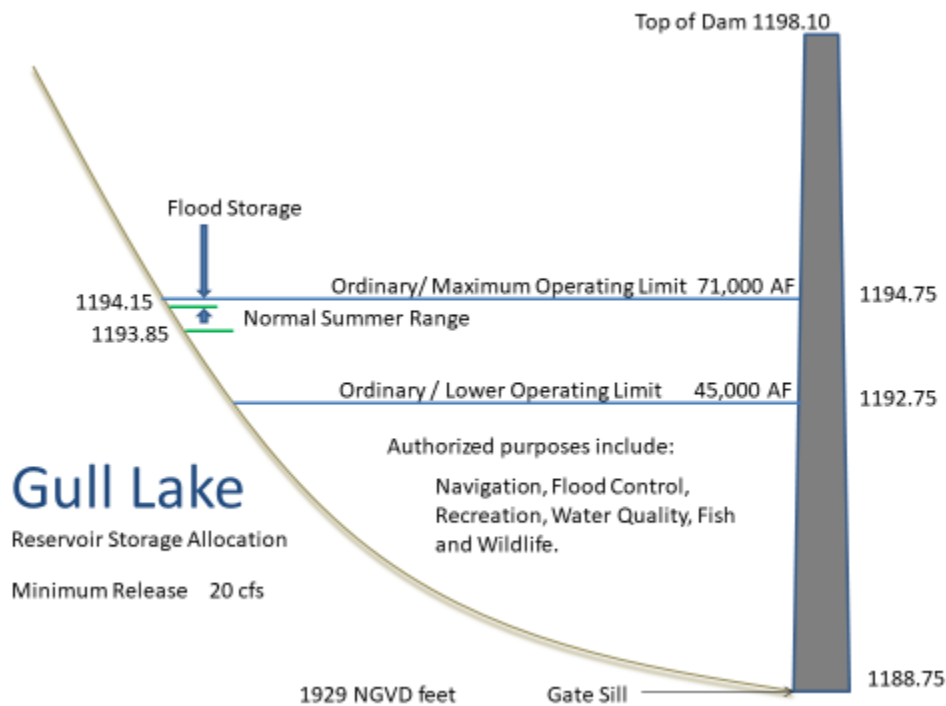 Top of Dam 1198.10
Flood Storage
Ordinary/ Maximum Operating Limit 71,000 AF
1194.75
1194.15
Normal Summer Range
1193.85
Ordinary / Lower Operating Limit 45,000 AF
1192.75
Authorized purposes include:
Navigation, Flood Control,
Recreation, Water Quality, Fish
and Wildlife.
Gull Lake
Reservoir Storage Allocation
Minimum Release 20 cfs
1188.75
1929 NGVD feet
Gate Sill